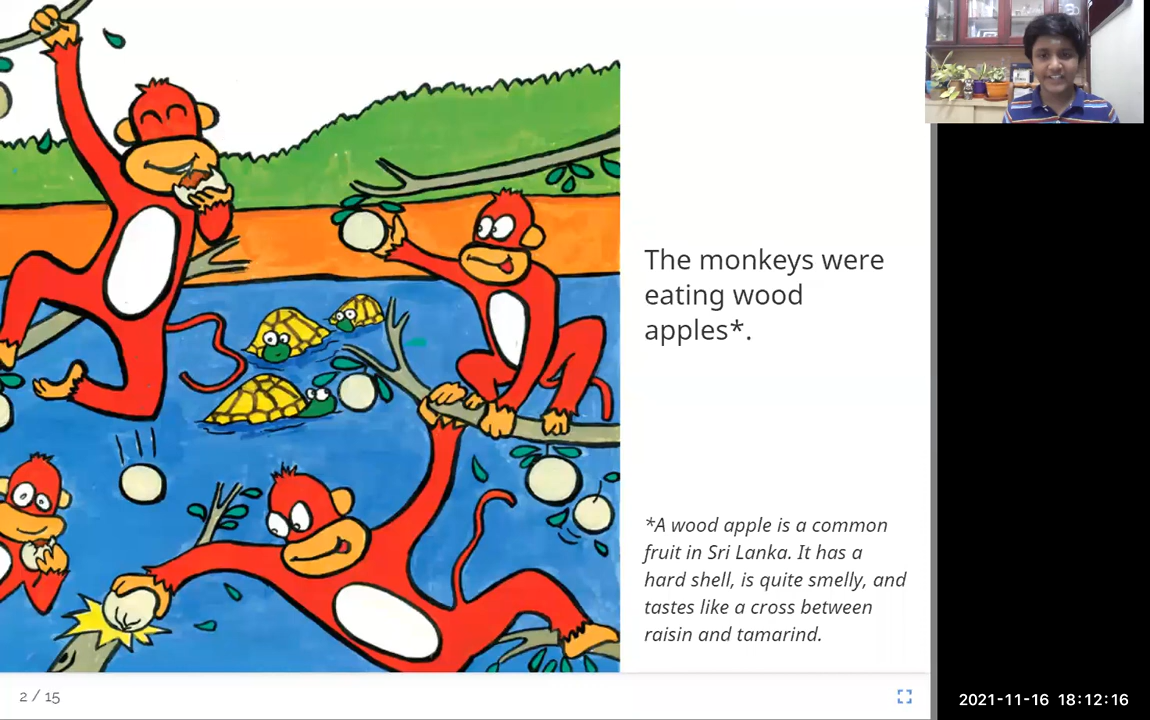 The monkeys were
eating wood
apples*.
*A wood apple is a common
fruit in Sri Lanka. It has a
hard shell, is quite smelly, and
tastes like a cross between
raisin and tamarind.
2 / 15
2021-11-16 18:12:16